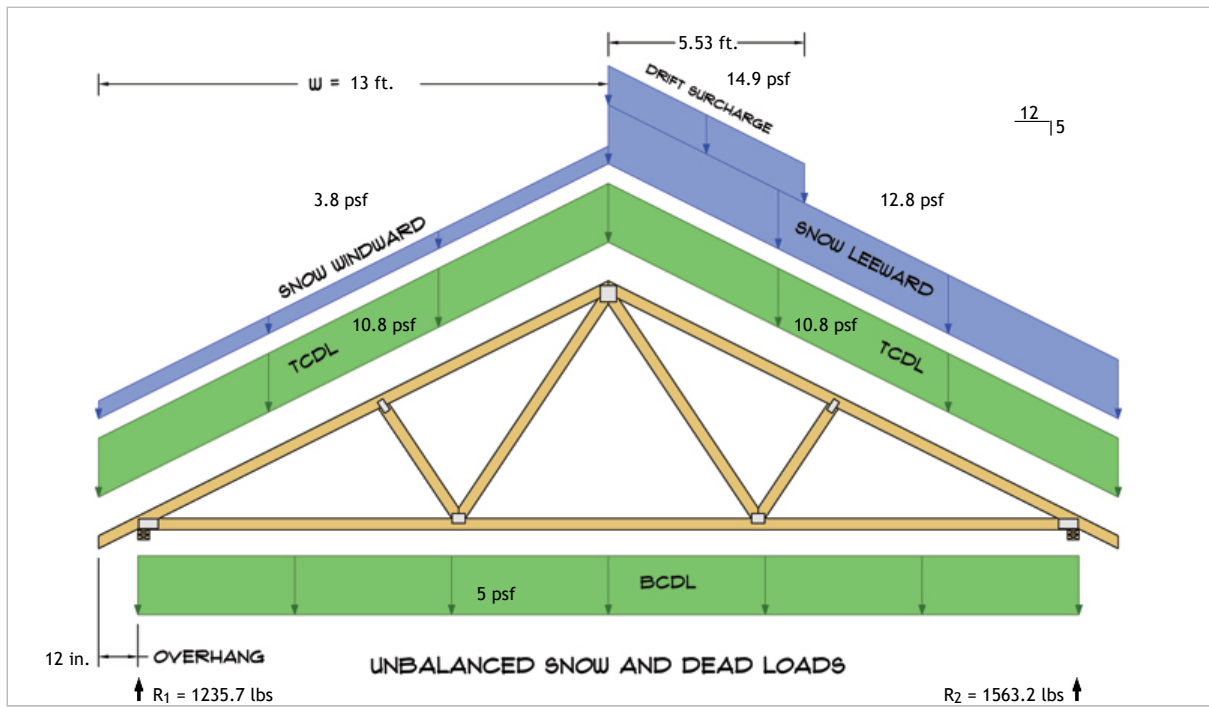 5.53 ft.
DRIFT SURCHARGE
14.9 psf
W = 13 ft.
12
5
3.8 psf
12.8 psf
SNOW WINDWARD
SNOW LEEWARD
10.8 psf
10.8 psf
TCDL
TCDL
BCDL
5 psf
12 in.
OVERHANG
UNBALANCED SNOW AND DEAD LOADS
R1 = 1235.7 lbs
R2 = 1563.2 lbs